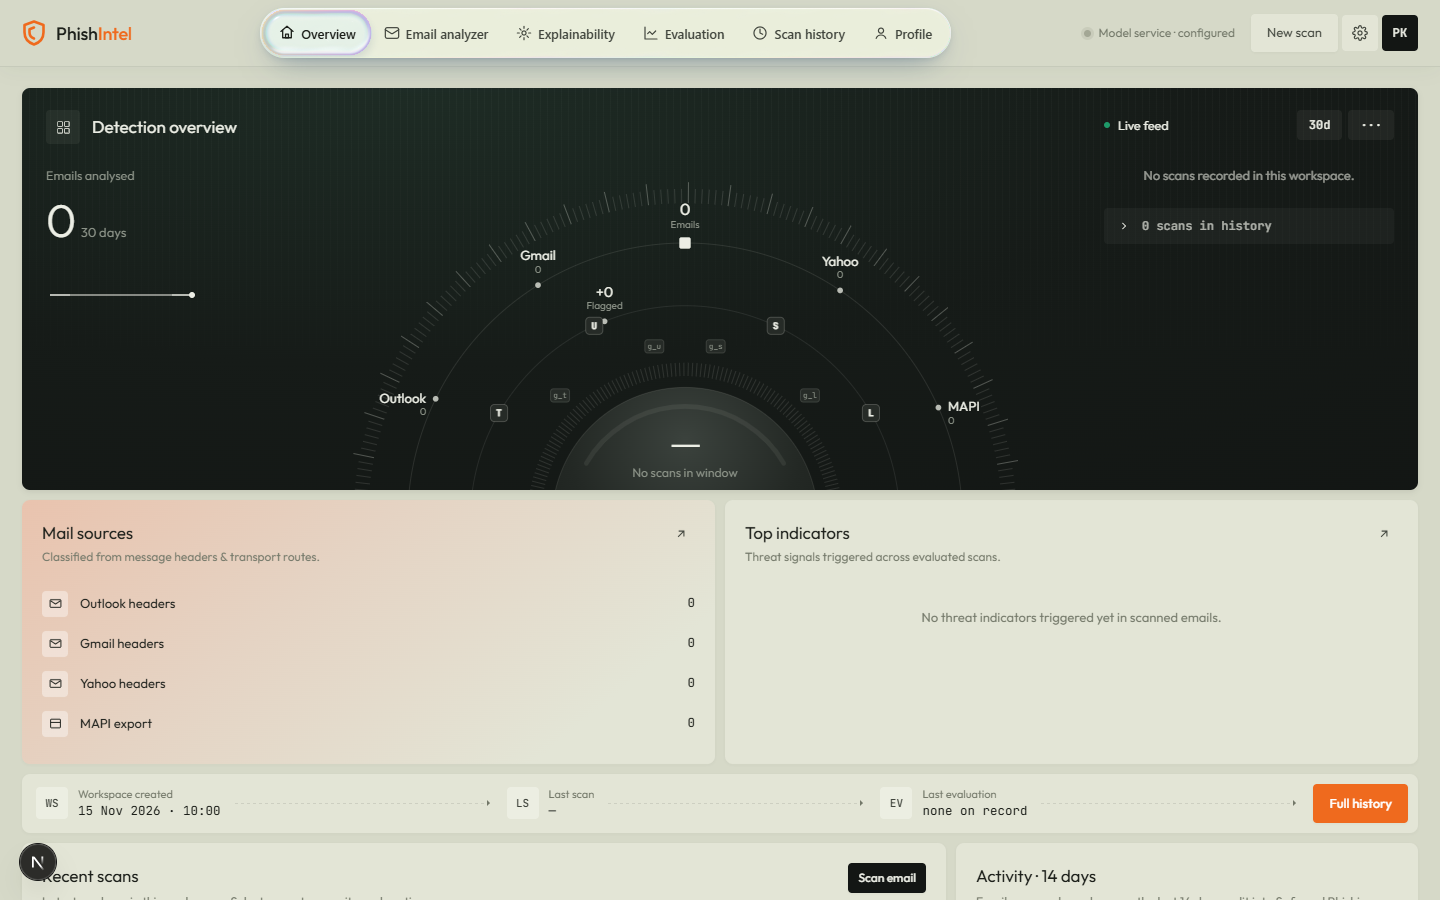 PhishIntel
Overview
Email analyzer
Explainability
Evaluation
Scan history
Profile
Model service · configured
New scan
PK
Detection overview
Live feed
30d
...
Emails analysed
0 30 days
No scans recorded in this workspace.
0 scans in history
0
Emails
Gmail
0
Yahoo
0
+0
Flagged
U
S
g_u
g_s
g_t
g_l
Outlook
0
T
L
MAPI
0
—
No scans in window
Mail sources
Classified from message headers & transport routes.
Outlook headers 0
Gmail headers 0
Yahoo headers 0
MAPI export 0
Top indicators
Threat signals triggered across evaluated scans.
No threat indicators triggered yet in scanned emails.
WS
Workspace created
15 Nov 2026 · 10:00
LS
Last scan
—
EV
Last evaluation
none on record
Full history
N
Recent scans
Scan email
Activity · 14 days